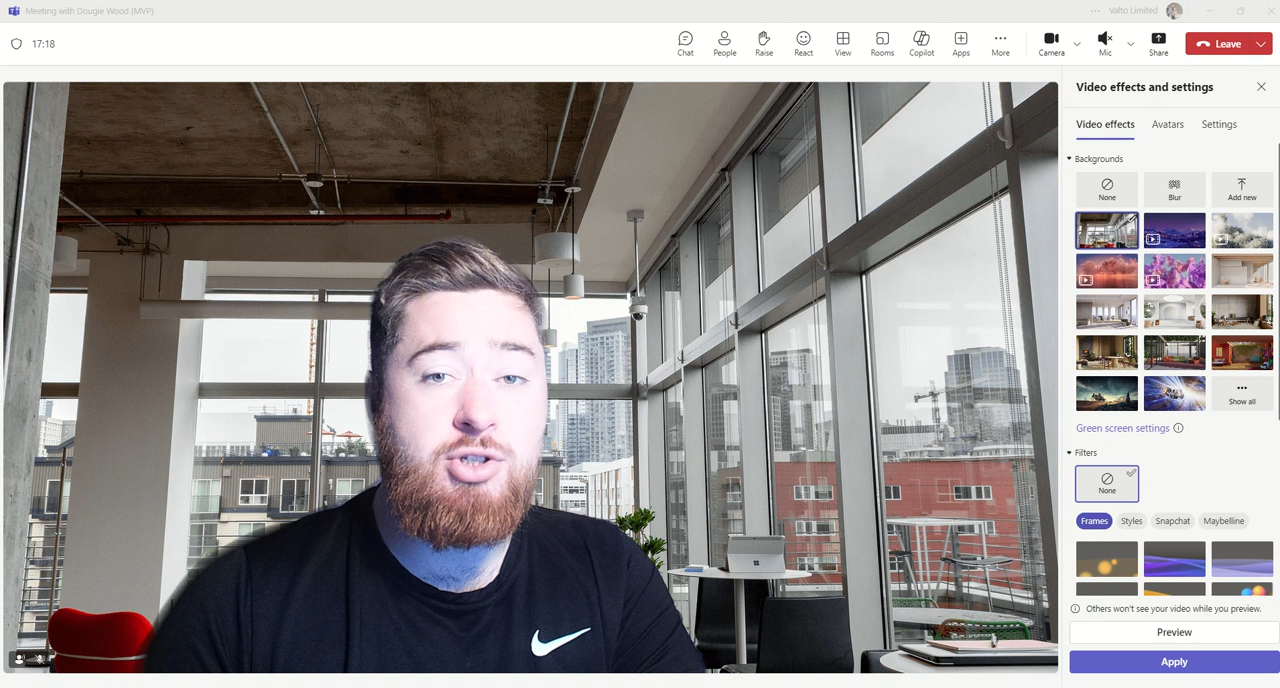 Meeting with Dougie Wood (MVP)
Valto Limited
17:18
Chat
People
Raise
React
View
Rooms
Copilot
Apps
More
Camera
Mic
Share
Leave
Video effects and settings
Video effects
Avatars
Settings
Backgrounds
None
Blur
Add new
Show all
Green screen settings
Filters
None
Frames
Styles
Snapchat
Maybelline
Others won't see your video while you preview.
Preview
Apply